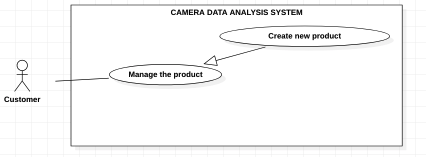 CAMERA DATA ANALYSIS SYSTEM
Create new product
Manage the product
Customer